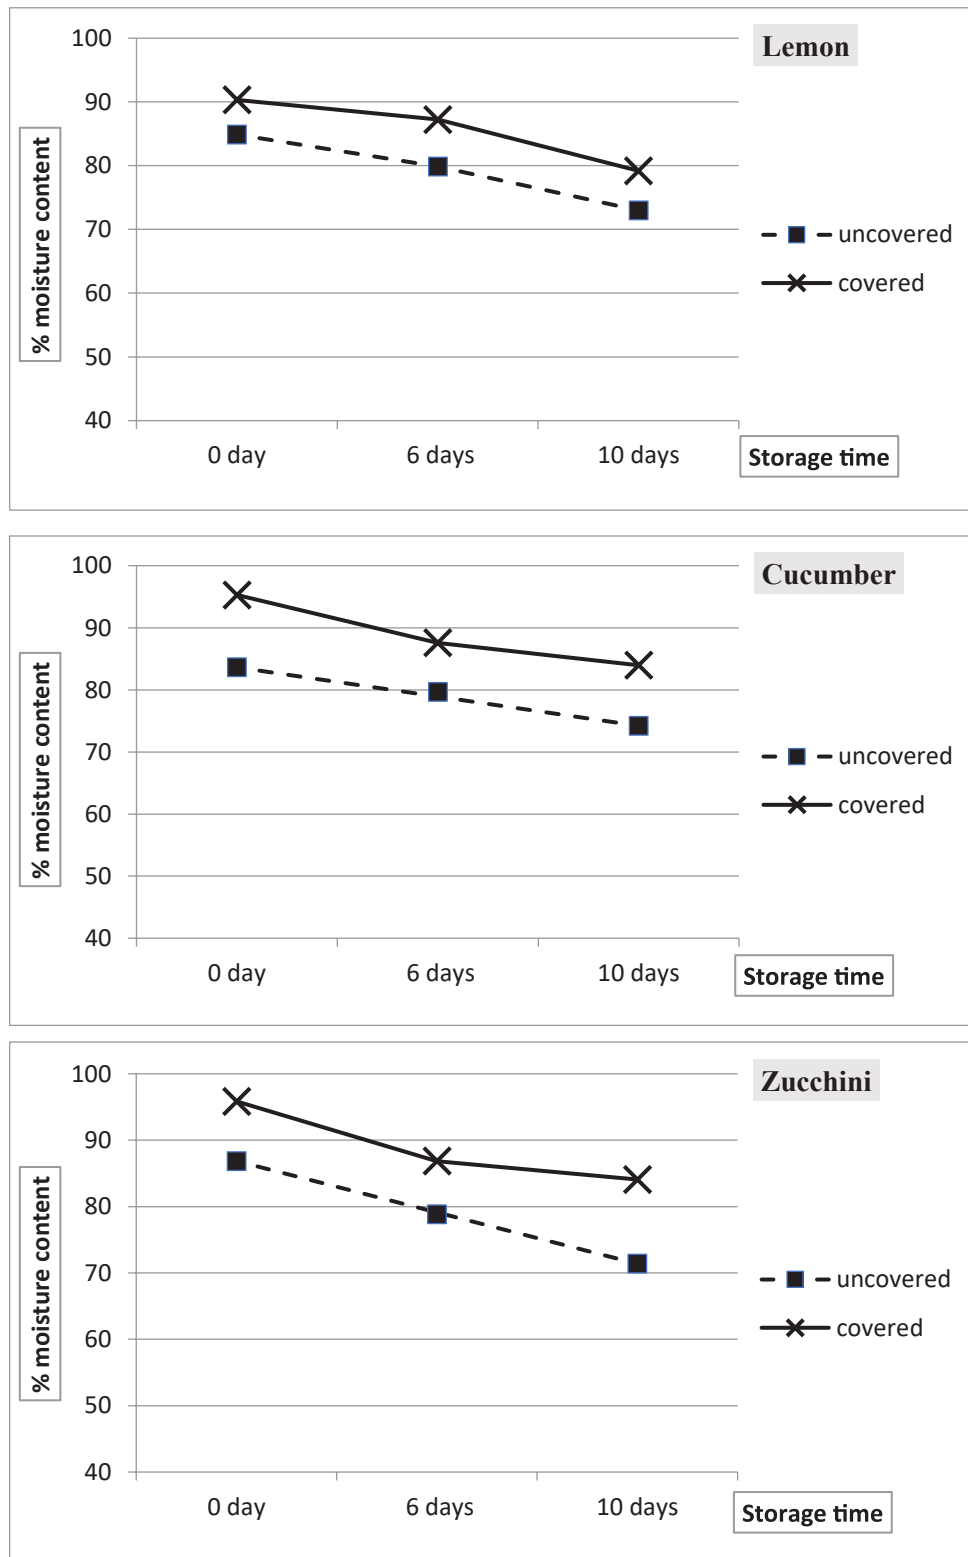 Lemon
100
90
80
70
60
50
40
% moisture content
uncovered
covered
0 day 6 days 10 days
Storage time
Cucumber
100
90
80
70
60
50
40
% moisture content
uncovered
covered
0 day 6 days 10 days
Storage time
Zucchini
100
90
80
70
60
50
40
% moisture content
uncovered
covered
0 day 6 days 10 days
Storage time